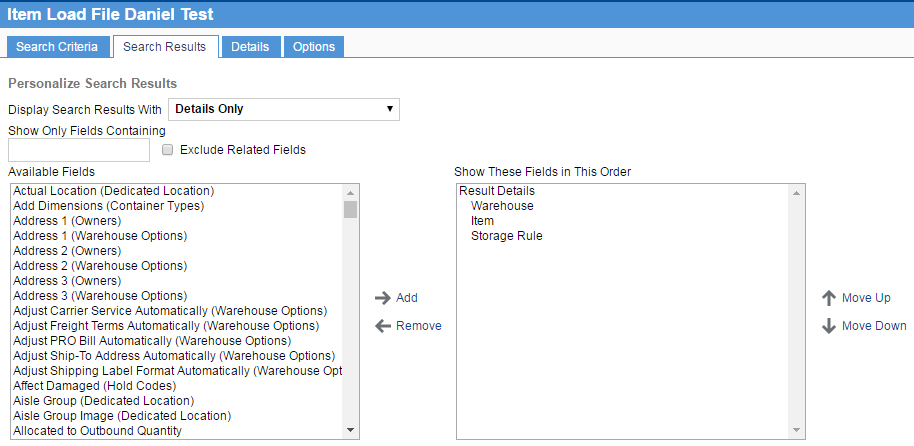 Item Load File Daniel Test
Search Criteria Search Results Details Options
Personalize Search Results
Display Search Results With Details Only
Show Only Fields Containing
Exclude Related Fields
Available Fields
Actual Location (Dedicated Location)
Add Dimensions (Container Types)
Address 1 (Owners)
Address 1 (Warehouse Options)
Address 2 (Owners)
Address 2 (Warehouse Options)
Address 3 (Owners)
Address 3 (Warehouse Options)
Adjust Carrier Service Automatically (Warehouse Options)
Adjust Freight Terms Automatically (Warehouse Options)
Adjust PRO Bill Automatically (Warehouse Options)
Adjust Ship-To Address Automatically (Warehouse Options)
Adjust Shipping Label Format Automatically (Warehouse Opt
Affect Damaged (Hold Codes)
Aisle Group (Dedicated Location)
Aisle Group Image (Dedicated Location)
Allocated to Outbound Quantity
Add
Remove
Show These Fields in This Order
Result Details
Warehouse
Item
Storage Rule
Move Up
Move Down